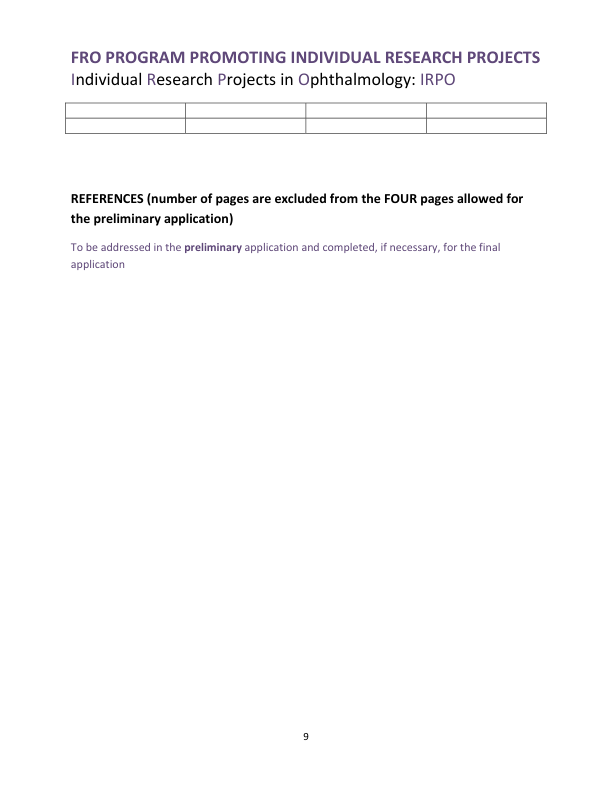 FRO PROGRAM PROMOTING INDIVIDUAL RESEARCH PROJECTS
Individual Research Projects in Ophthalmology: IRPO
REFERENCES (number of pages are excluded from the FOUR pages allowed for
the preliminary application)
To be addressed in the preliminary application and completed, if necessary, for the final
application
9